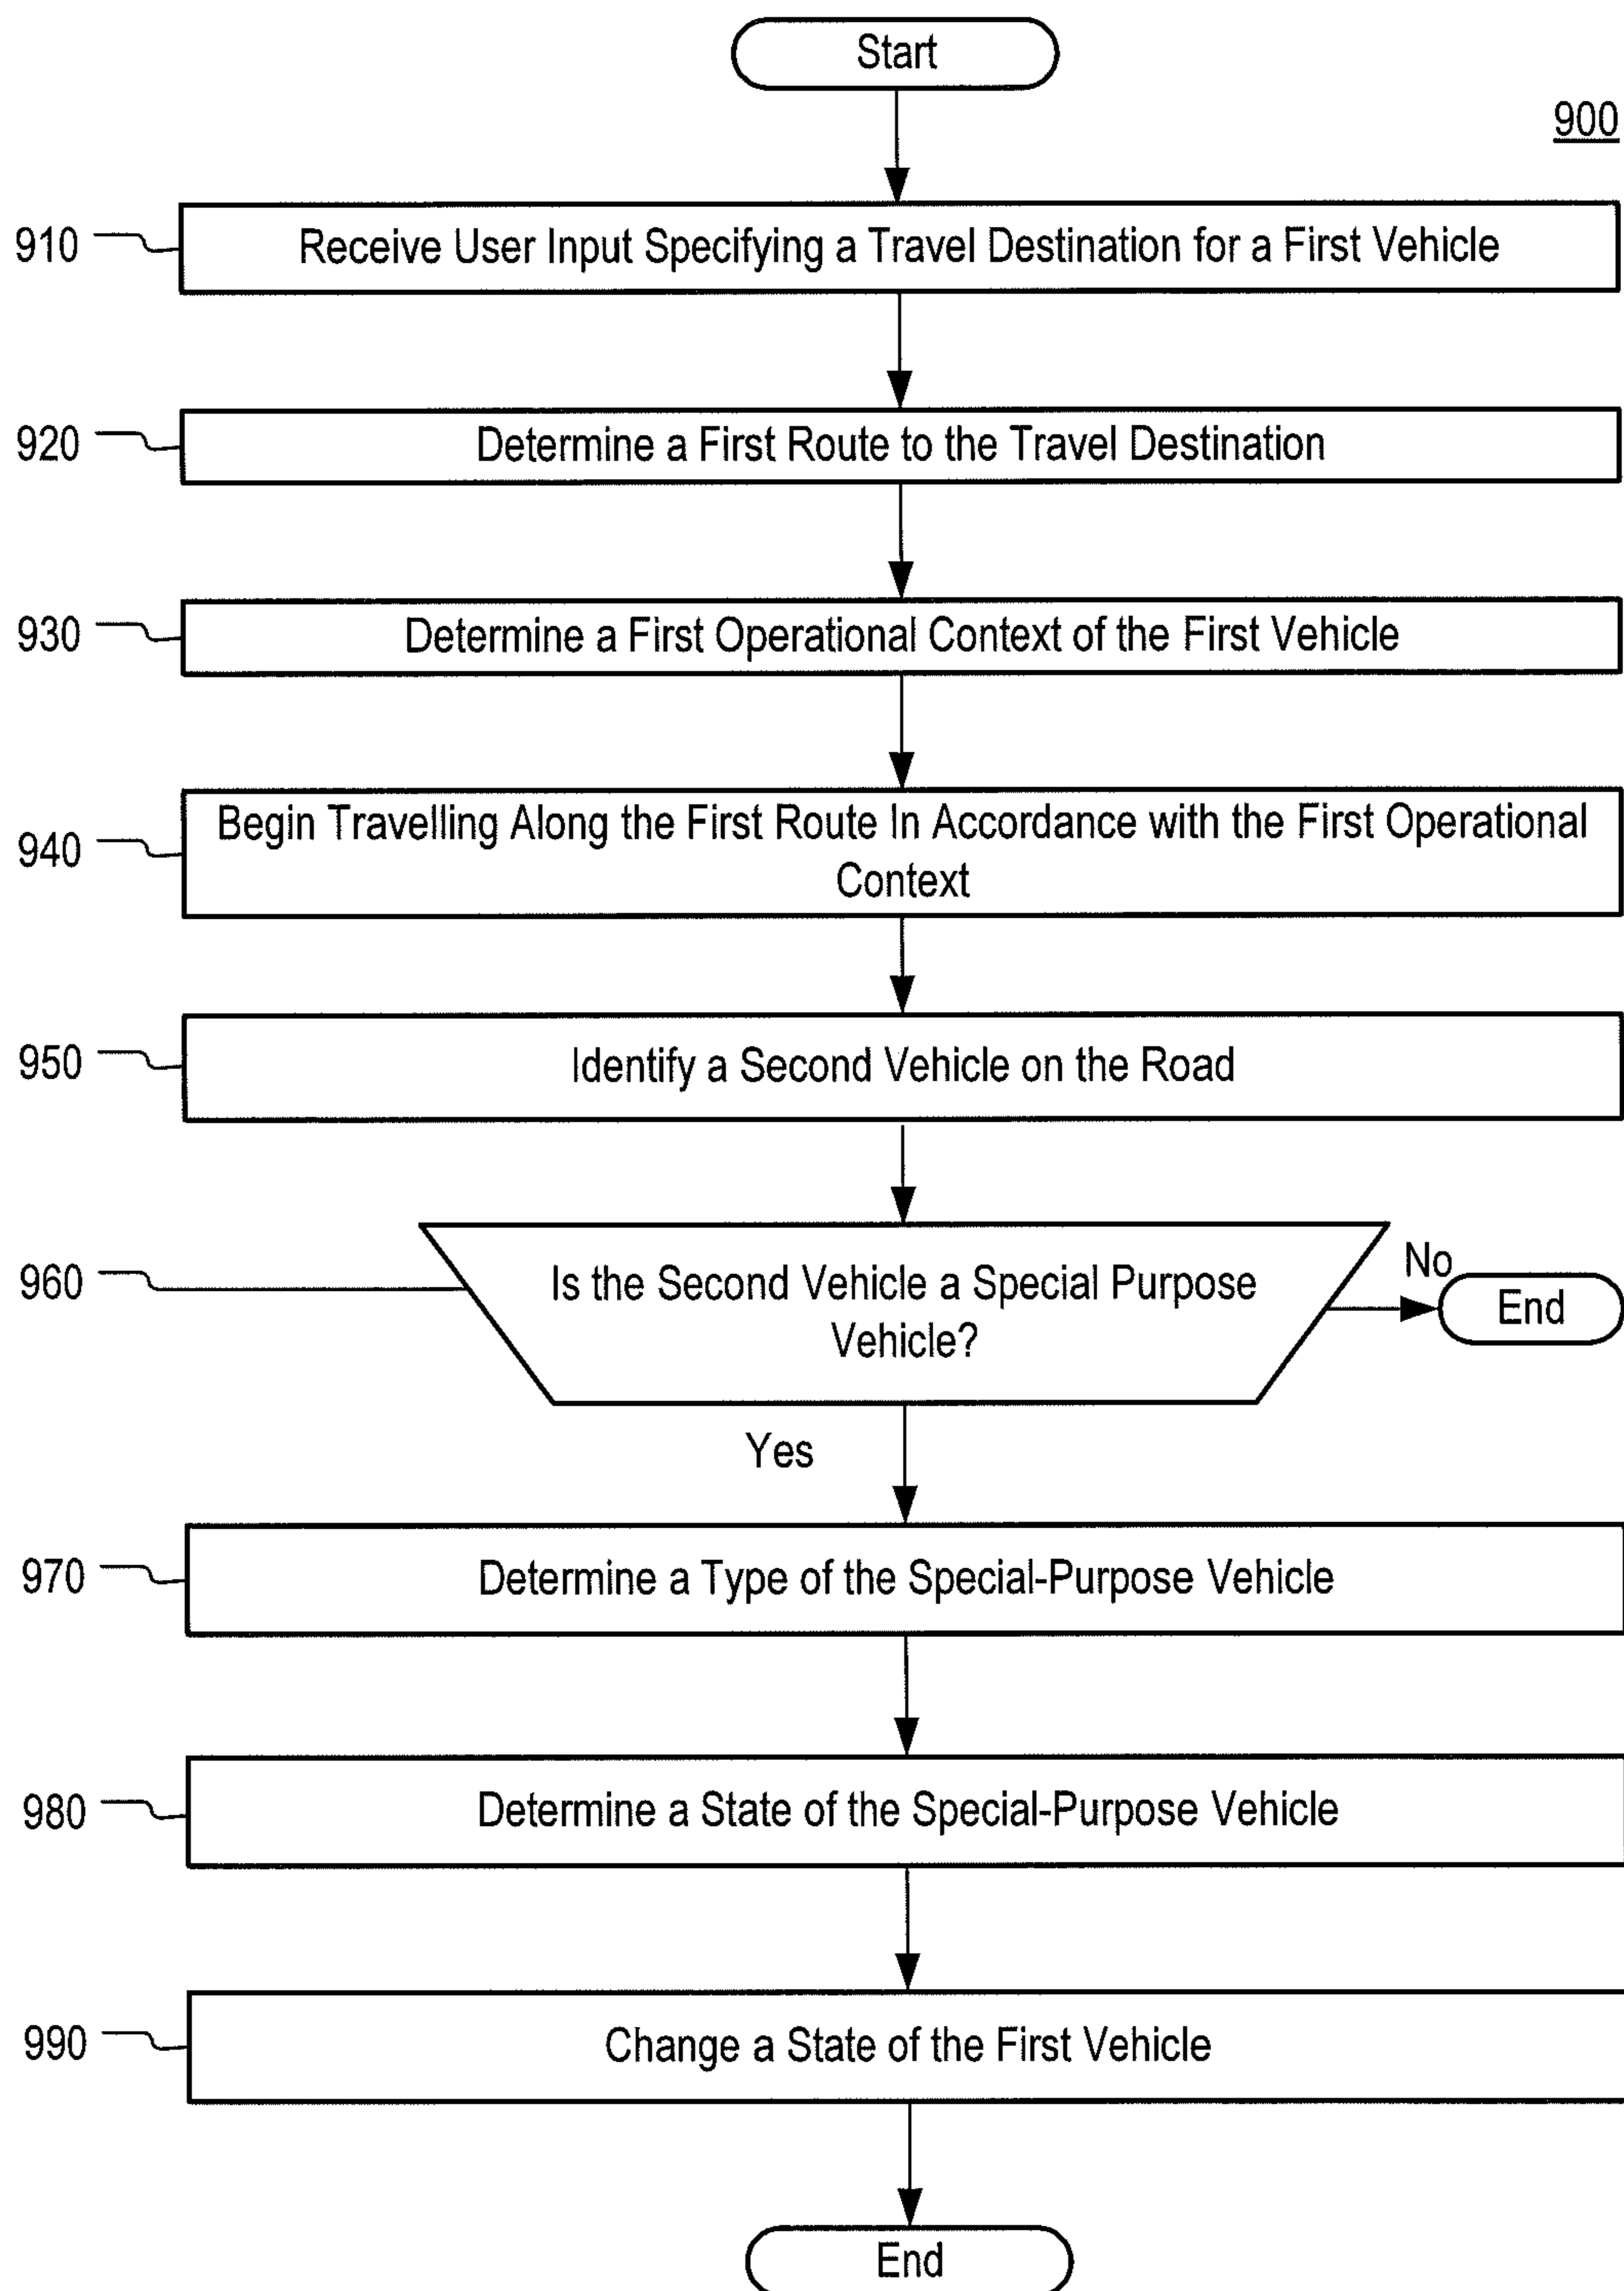 Start
900
910
Receive User Input Specifying a Travel Destination for a First Vehicle
920
Determine a First Route to the Travel Destination
930
Determine a First Operational Context of the First Vehicle
940
Begin Travelling Along the First Route In Accordance with the First Operational
Context
950
Identify a Second Vehicle on the Road
960
Is the Second Vehicle a Special Purpose
Vehicle?
No
End
Yes
970
Determine a Type of the Special-Purpose Vehicle
980
Determine a State of the Special-Purpose Vehicle
990
Change a State of the First Vehicle
End